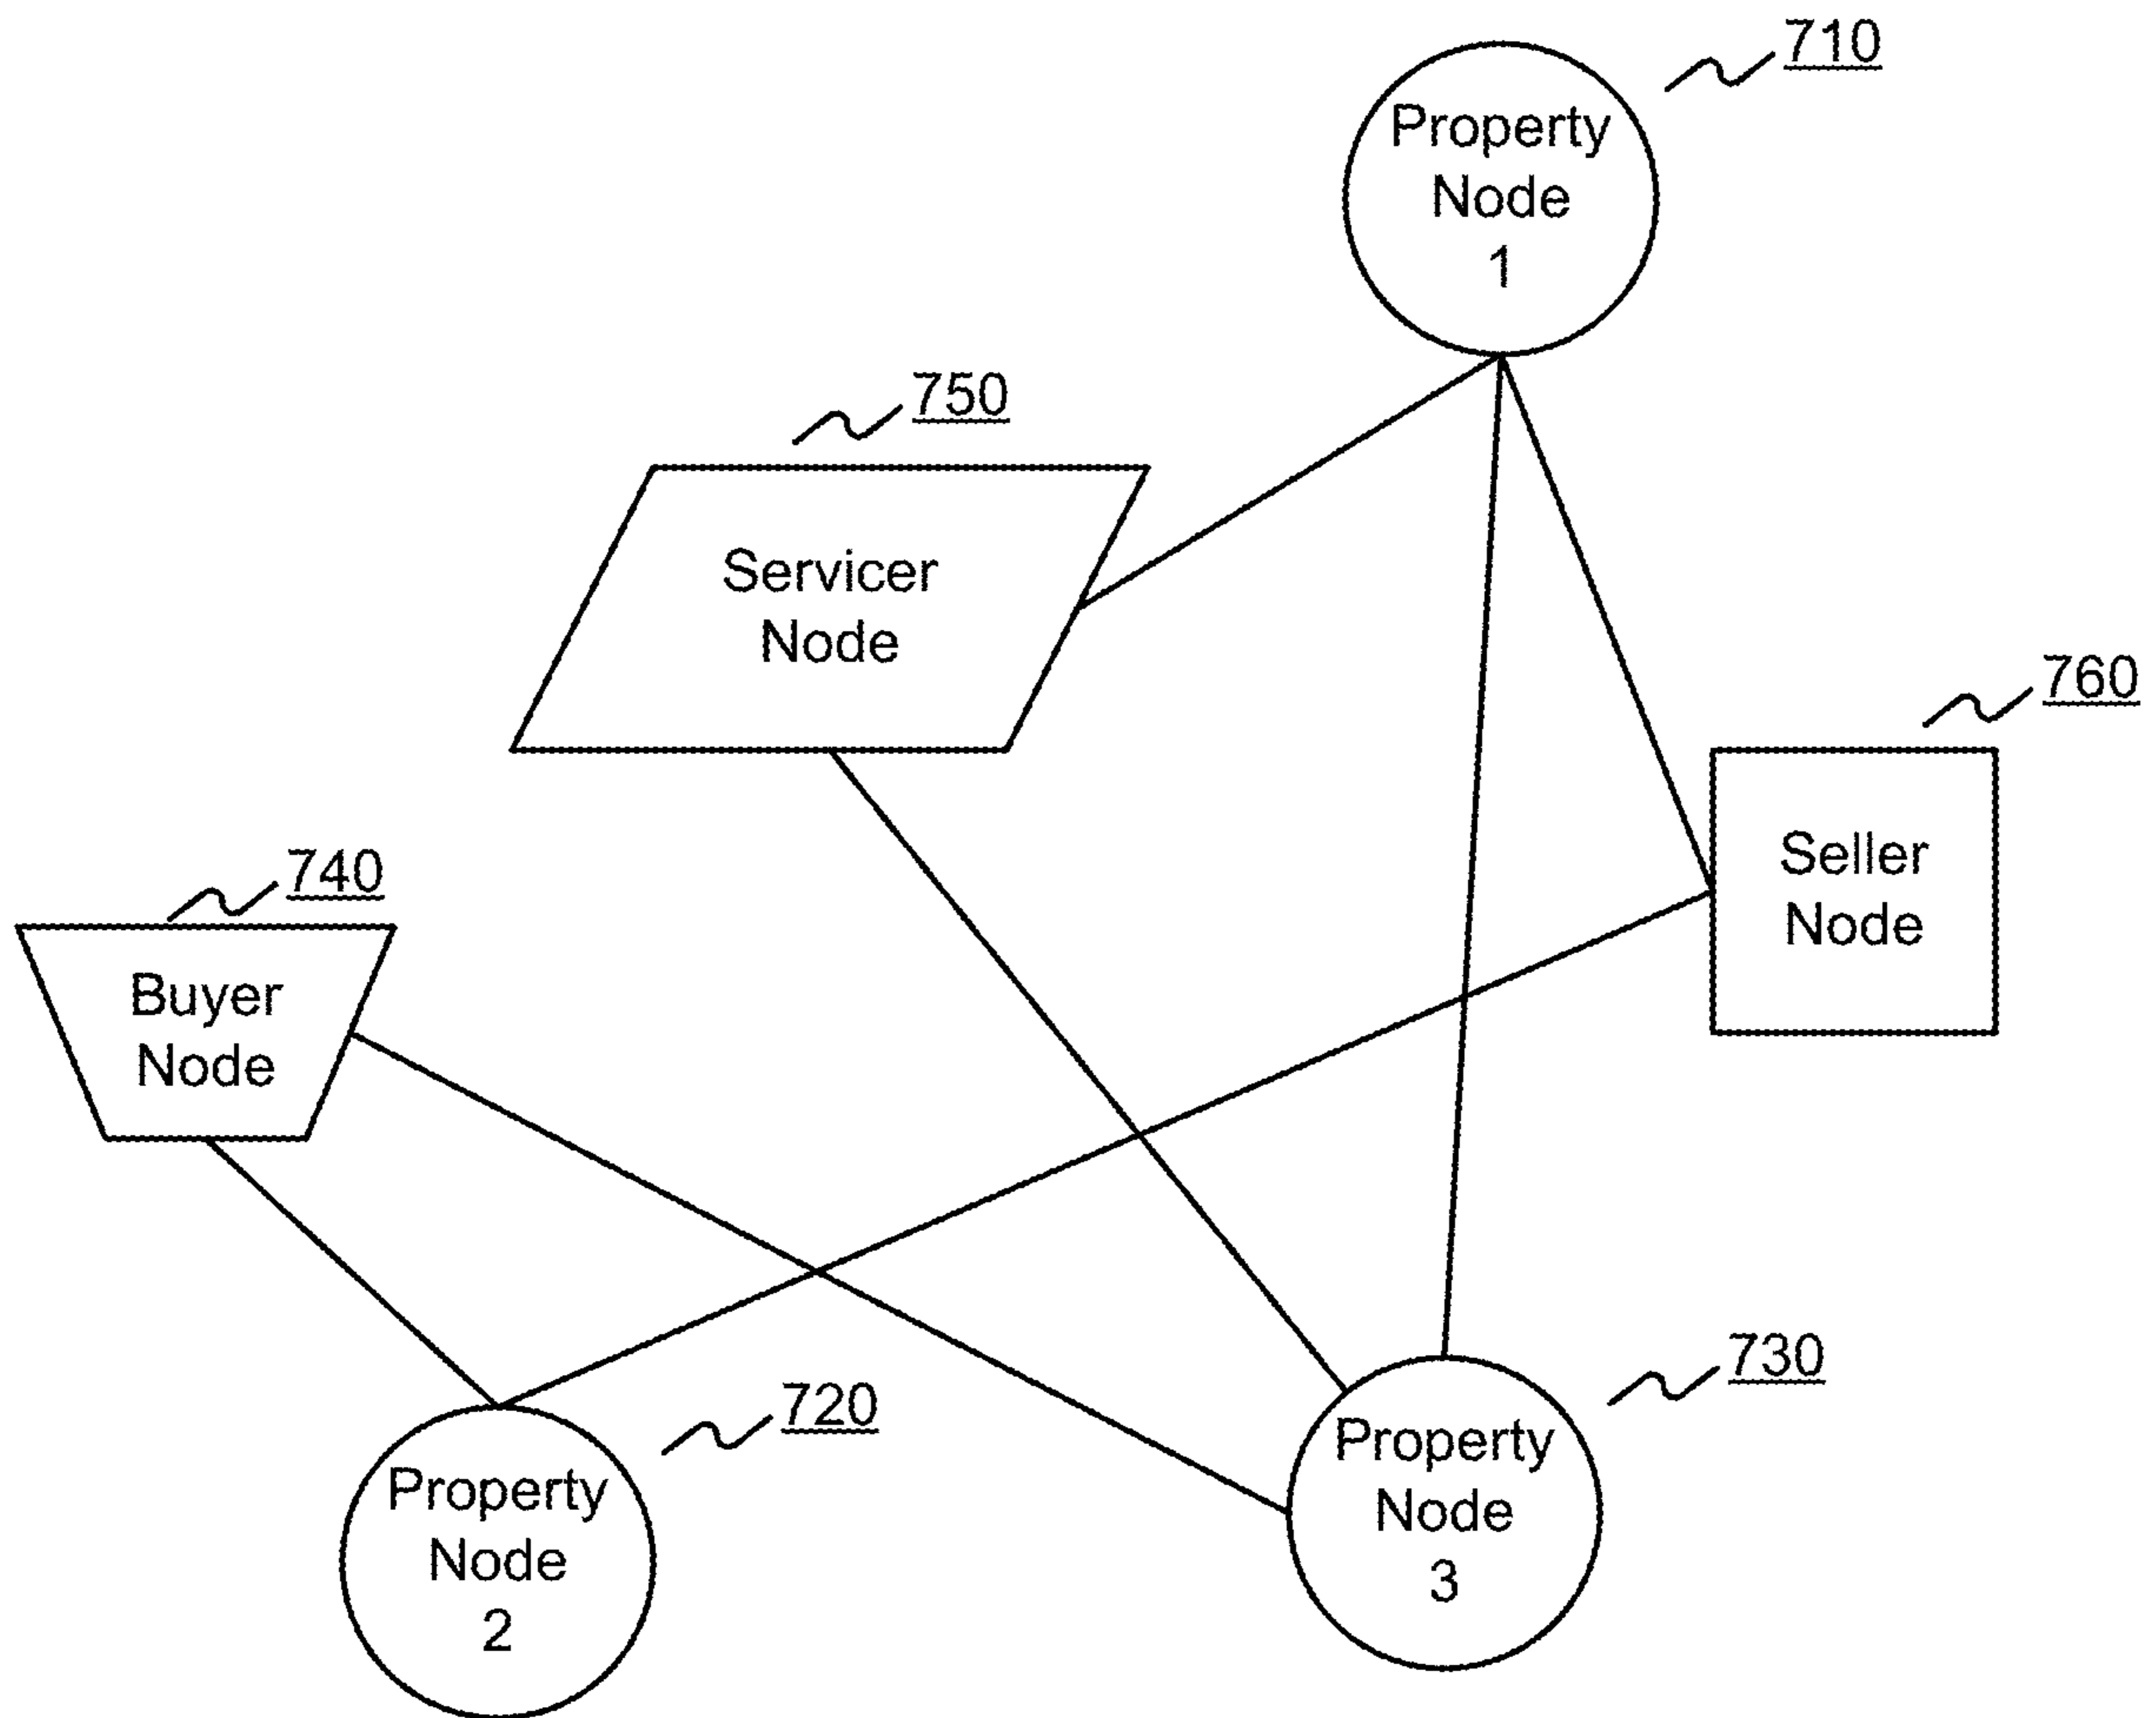 710
Property
Node
1
750
Servicer
Node
760
Seller
Node
740
Buyer
Node
720
Property
Node
2
730
Property
Node
3